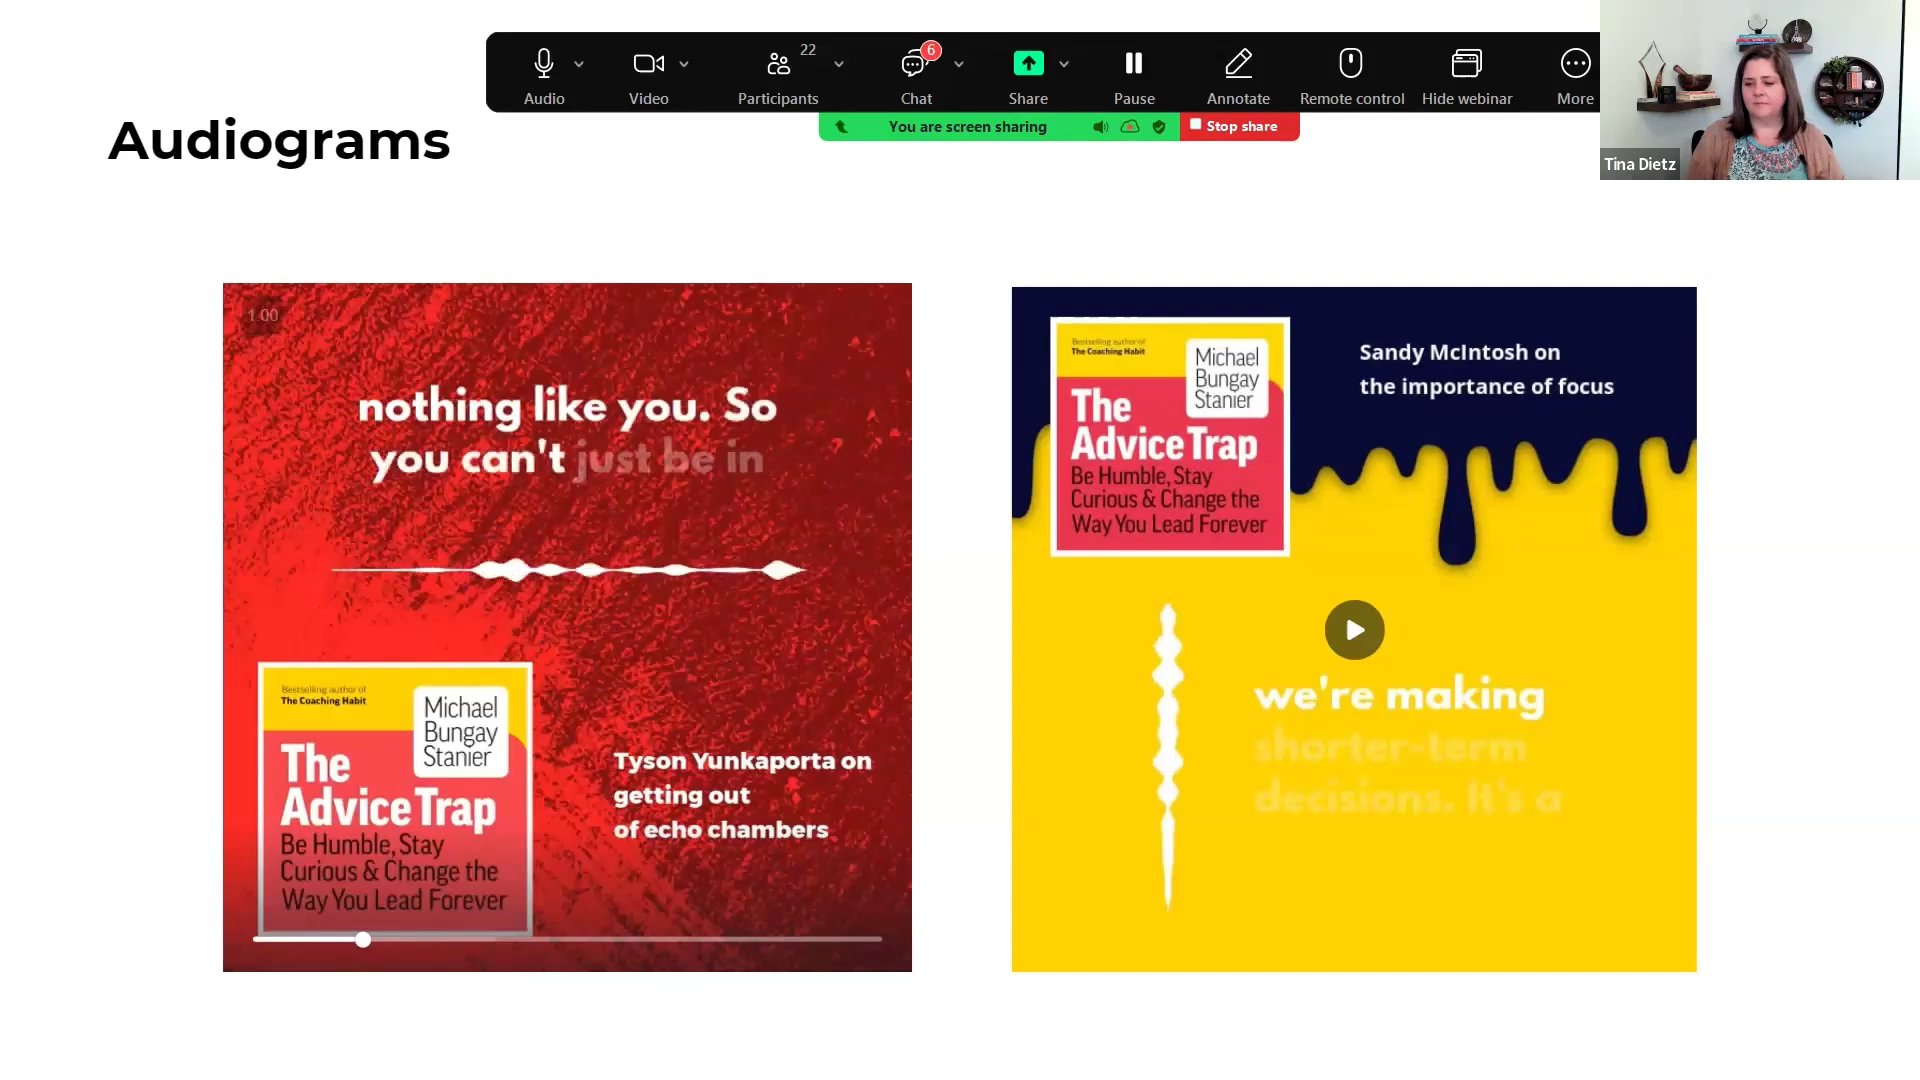 22
6
Audio
Video
Participants
Chat
Share
Pause
Annotate
Remote control
Hide webinar
More
You are screen sharing
Stop share
Tina Dietz
Audiograms
1:00
nothing like you. So
you can't just be in
Bestselling author of
The Coaching Habit
Michael
Bungay
Stanier
The
Advice Trap
Be Humble, Stay
Curious & Change the
Way You Lead Forever
Tyson Yunkaporta on
getting out
of echo chambers
Bestselling author of
The Coaching Habit
Michael
Bungay
Stanier
The
Advice Trap
Be Humble, Stay
Curious & Change the
Way You Lead Forever
Sandy McIntosh on
the importance of focus
we're making
shorter-term
decisions. It's a